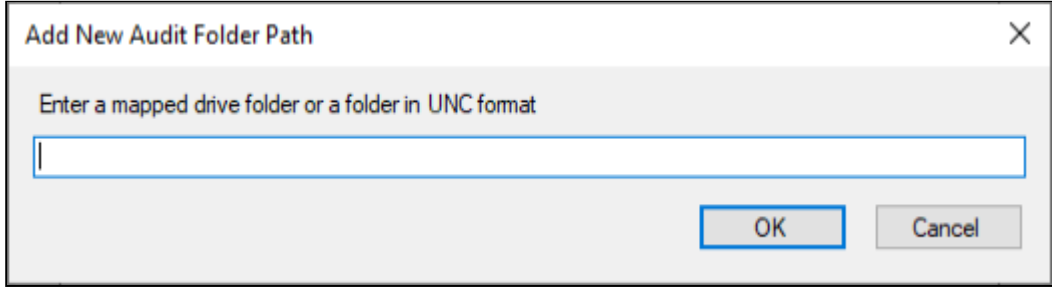 Add New Audit Folder Path
Enter a mapped drive folder or a folder in UNC format
OK Cancel